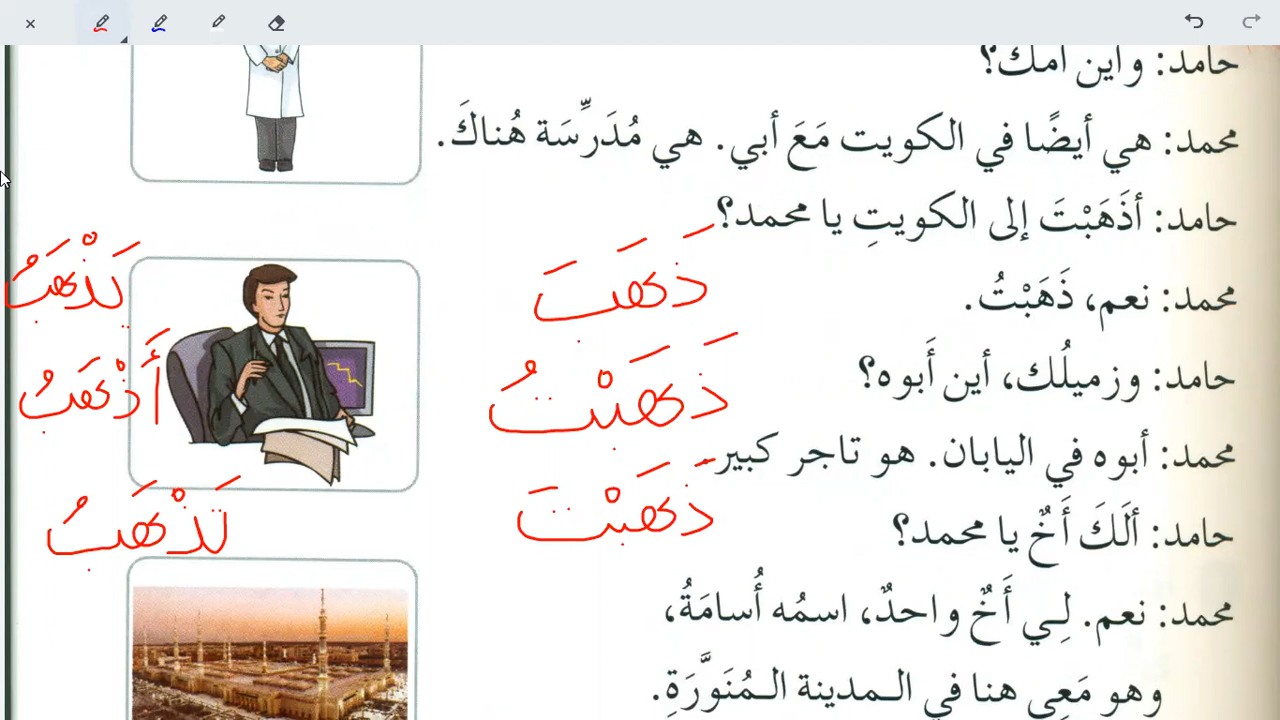 حامد: وأين أمك؟
محمد: هي أيضًا في الكويت مَعَ أبي. هي مُدَرِّسَة هُناكَ.
حامد: أذَهَبْتَ إلى الكويتِ يا محمد؟
محمد: نعم، ذَهَبْتُ.
حامد: وزميلُك، أين أَبوه؟
محمد: أبوه في اليابان. هو تاجر كبير.
حامد: ألَكَ أَخٌ يا محمد؟
محمد: نعم. لِي أَخٌ واحدٌ، اسمُه أُسامَةُ،
وهو مَعِي هنا في المدينة المُنَوَّرَةِ.
ذَهَبَ
ذَهَبْتُ
ذَهَبْتَ
يَذْهَبُ
أَذْهَبُ
تَذْهَبُ